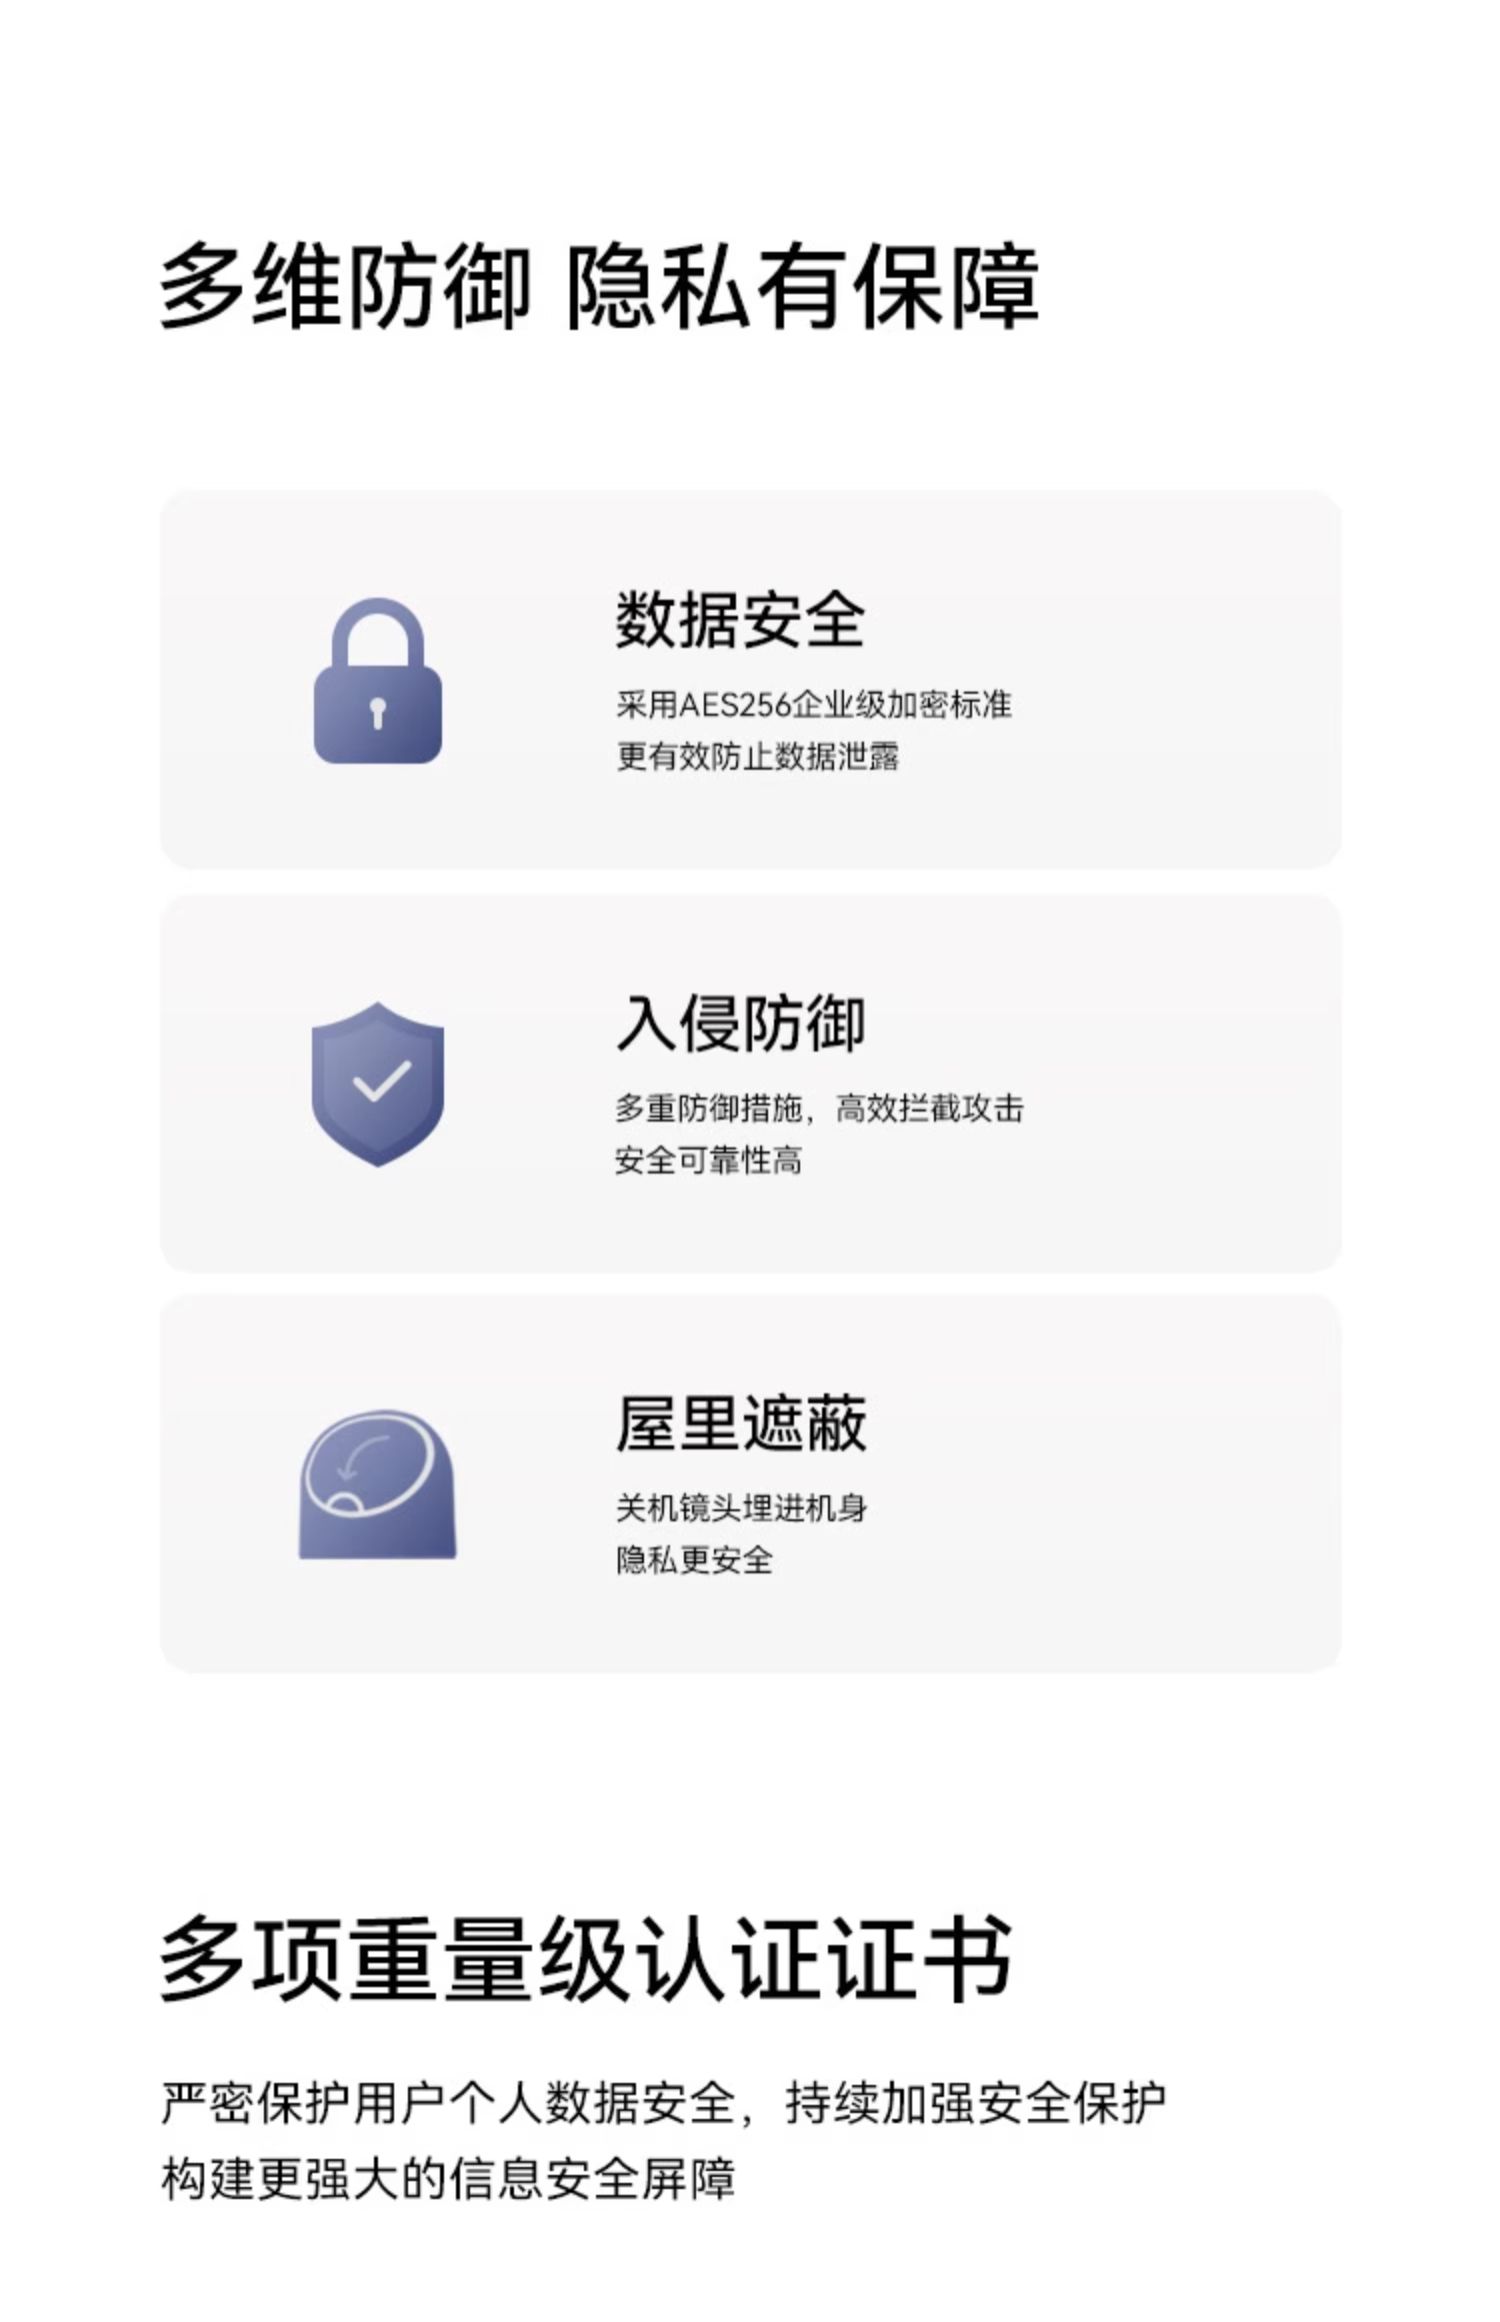 多维防御 隐私有保障
数据安全
采用AES256企业级加密标准
更有效防止数据泄露
入侵防御
多重防御措施，高效拦截攻击
安全可靠性高
屋里遮蔽
关机镜头埋进机身
隐私更安全
多项重量级认证证书
严密保护用户个人数据安全，持续加强安全保护
构建更强大的信息安全屏障